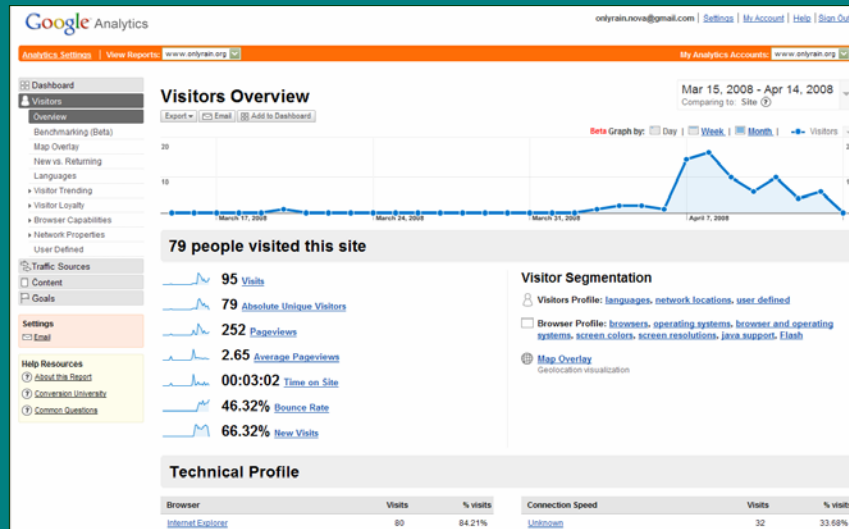 Google Analytics
onlyrain.nova@gmail.com | Settings | My Account | Help | Sign Out
Analytics Settings | View Reports: www.onlyrain.org
My Analytics Accounts: www.onlyrain.org
Dashboard
Visitors
Overview
Benchmarking (Beta)
Map Overlay
New vs. Returning
Languages
Visitor Trending
Visitor Loyalty
Browser Capabilities
Network Properties
User Defined
Traffic Sources
Content
Goals
Settings
Email
Help Resources
About this Report
Conversion University
Common Questions
Visitors Overview
Mar 15, 2008 - Apr 14, 2008
Comparing to: Site
Export Email Add to Dashboard
Beta Graph by: Day | Week | Month | Visitors
20
2
10
1
March 17, 2008 March 24, 2008 March 31, 2008 April 7, 2008
79 people visited this site
95 Visits
79 Absolute Unique Visitors
252 Pageviews
2.65 Average Pageviews
00:03:02 Time on Site
46.32% Bounce Rate
66.32% New Visits
Visitor Segmentation
Visitors Profile: languages, network locations, user defined
Browser Profile: browsers, operating systems, browser and operating
systems, screen colors, screen resolutions, java support, Flash
Map Overlay
Geolocation visualization
Technical Profile
Browser Visits % visits
Internet Explorer 80 84.21%
Connection Speed Visits % visits
Unknown 32 33.68%